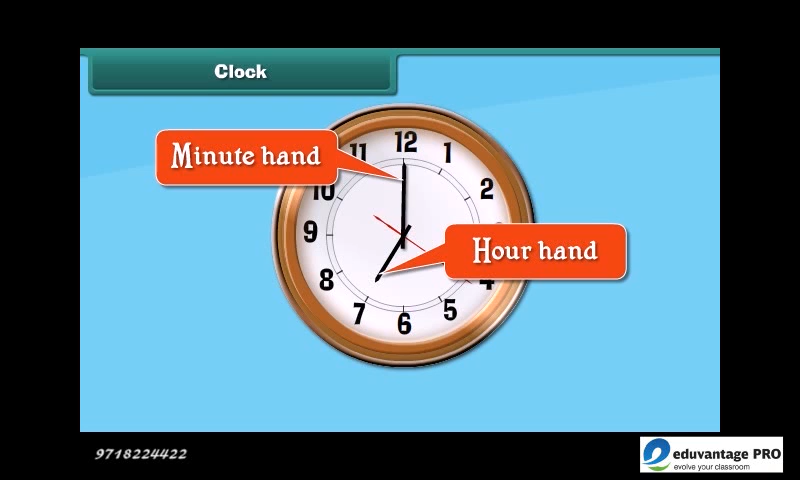 Clock
Minute hand
Hour hand
11
12
1
10
2
9
8
4
7
5
6
9718224422
eduvantage PRO
evolve your classroom